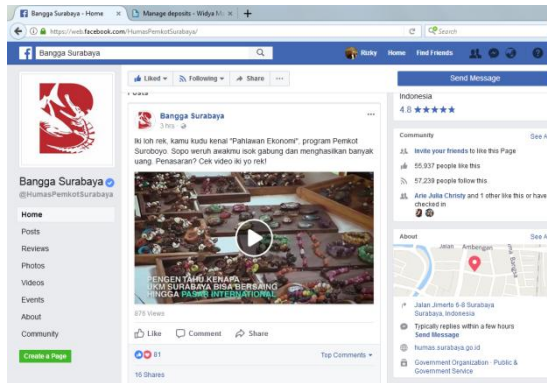 Bangga Surabaya - Home
Manage deposits - Widya M
https://web.facebook.com/HumasPemkotSurabaya/
Search
Bangga Surabaya
Rizky
Home
Find Friends
Liked
Following
Share
Send Message
Posts
Bangga Surabaya
3 hrs
Iki loh rek, kamu kudu kenal "Pahlawan Ekonomi", program Pemkot
Suroboyo. Sopo weruh awakmu isok gabung dan menghasilkan banyak
uang. Penasaran? Cek video iki yo rek!
PENGEN TAHU KENAPA
UKM SURABAYA BISA BERSAING
HINGGA PASAR INTERNATIONAL
876 Views
Like
Comment
Share
81
Top Comments
16 Shares
Bangga Surabaya
@HumasPemkotSurabaya
Home
Posts
Reviews
Photos
Videos
Events
About
Community
Create a Page
Indonesia
4.8 ★★★★★
Community
See A
Invite your friends to like this Page
55,937 people like this
57,239 people follow this
Arie Julia Christy and 1 other like this or have
checked in
About
See A
Jalan Ambengan
Jalan Jimerto 6-8 Surabaya
Surabaya, Indonesia
Typically replies within a few hours
Send Message
humas.surabaya.go.id
Government Organization · Public &
Government Service